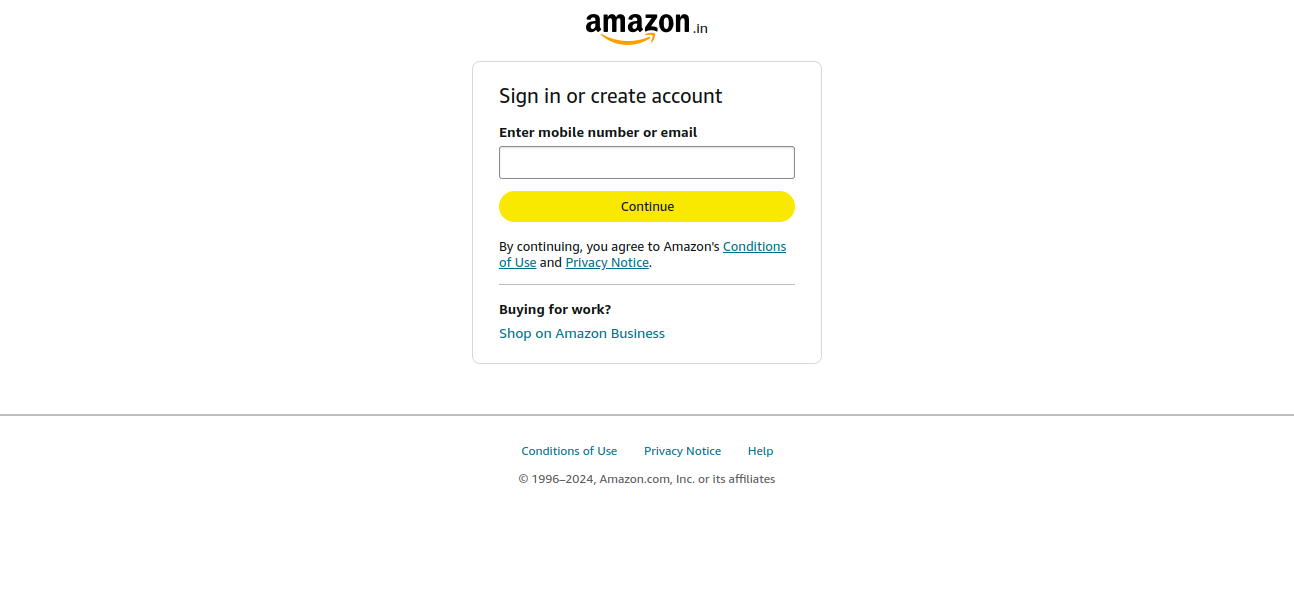 amazon.in
Sign in or create account
Enter mobile number or email
Continue
By continuing, you agree to Amazon's Conditions
of Use and Privacy Notice.
Buying for work?
Shop on Amazon Business
Conditions of Use Privacy Notice Help
© 1996–2024, Amazon.com, Inc. or its affiliates